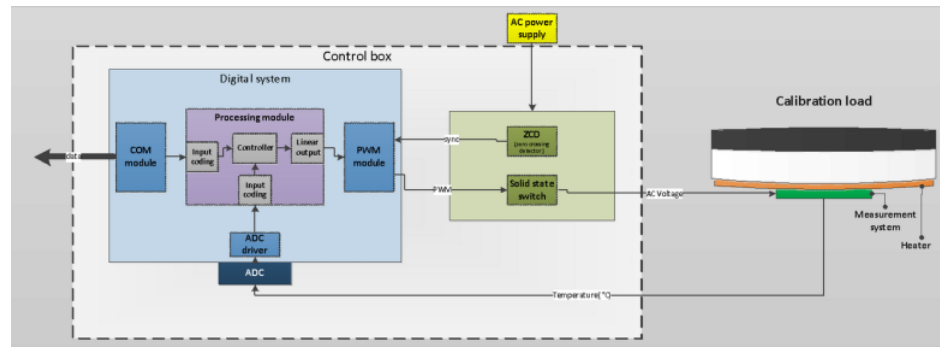 AC power
supply
Control box
Digital system
Processing module
COM
module
Input
coding
Controller
Linear
output
PWM
module
Input
coding
ADC
driver
ADC
data
sync
PWM
ZCD
(zero crossing
detector)
Solid state
switch
AC Voltage
Temperature(°C)
Calibration load
Measurement
system
Heater